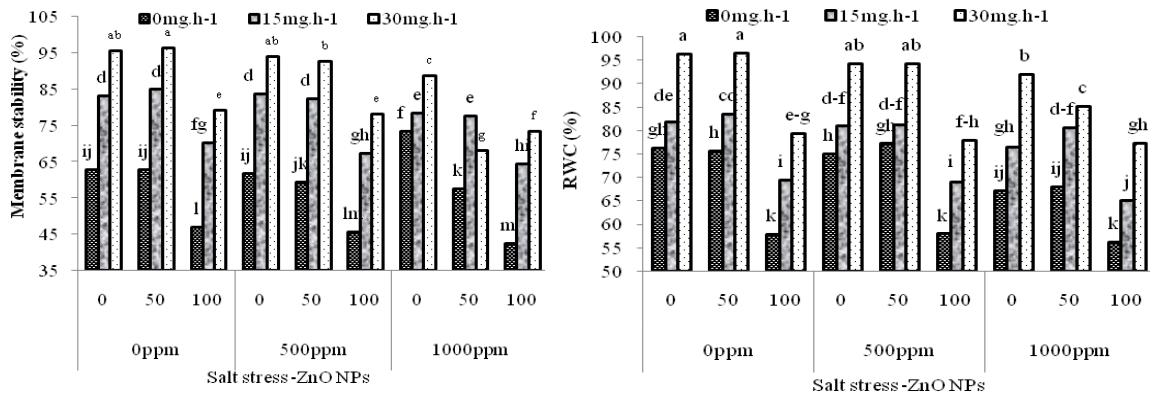 0mg.h-1 15mg.h-1 30mg.h-1
Membrane stability (%)
105
95
85
75
65
55
45
35
ij d ab ij d a l fg e ij d ab jk d b ln gh e f e c k e g m hi f
0 50 100 0 50 100 0 50 100
0ppm 500ppm 1000ppm
Salt stress -ZnO NPs
0mg.h-1 15mg.h-1 30mg.h-1
RWC (%)
100
95
90
85
80
75
70
65
60
55
50
gh de a h cd a k i e-g h d-f ab gh d-f ab k i f-h ij gh b ij d-f c k j gh
0 50 100 0 50 100 0 50 100
0ppm 500ppm 1000ppm
Salt stress -ZnO NPs